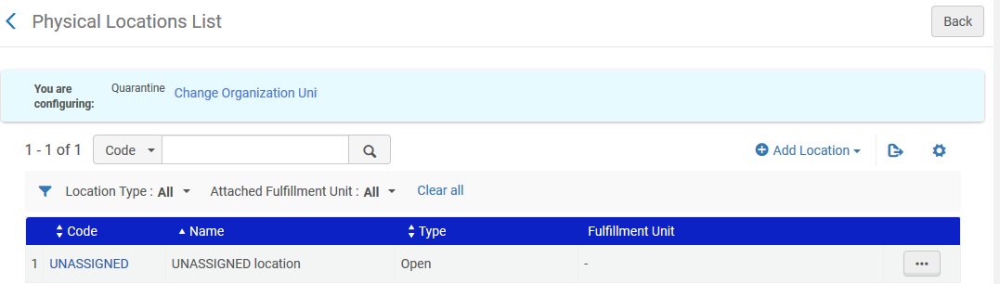 Physical Locations List
Back
You are configuring: Quarantine Change Organization Uni
1 - 1 of 1 Code Add Location
Location Type : All Attached Fulfillment Unit : All Clear all
Code Name Type Fulfillment Unit
1 UNASSIGNED UNASSIGNED location Open -